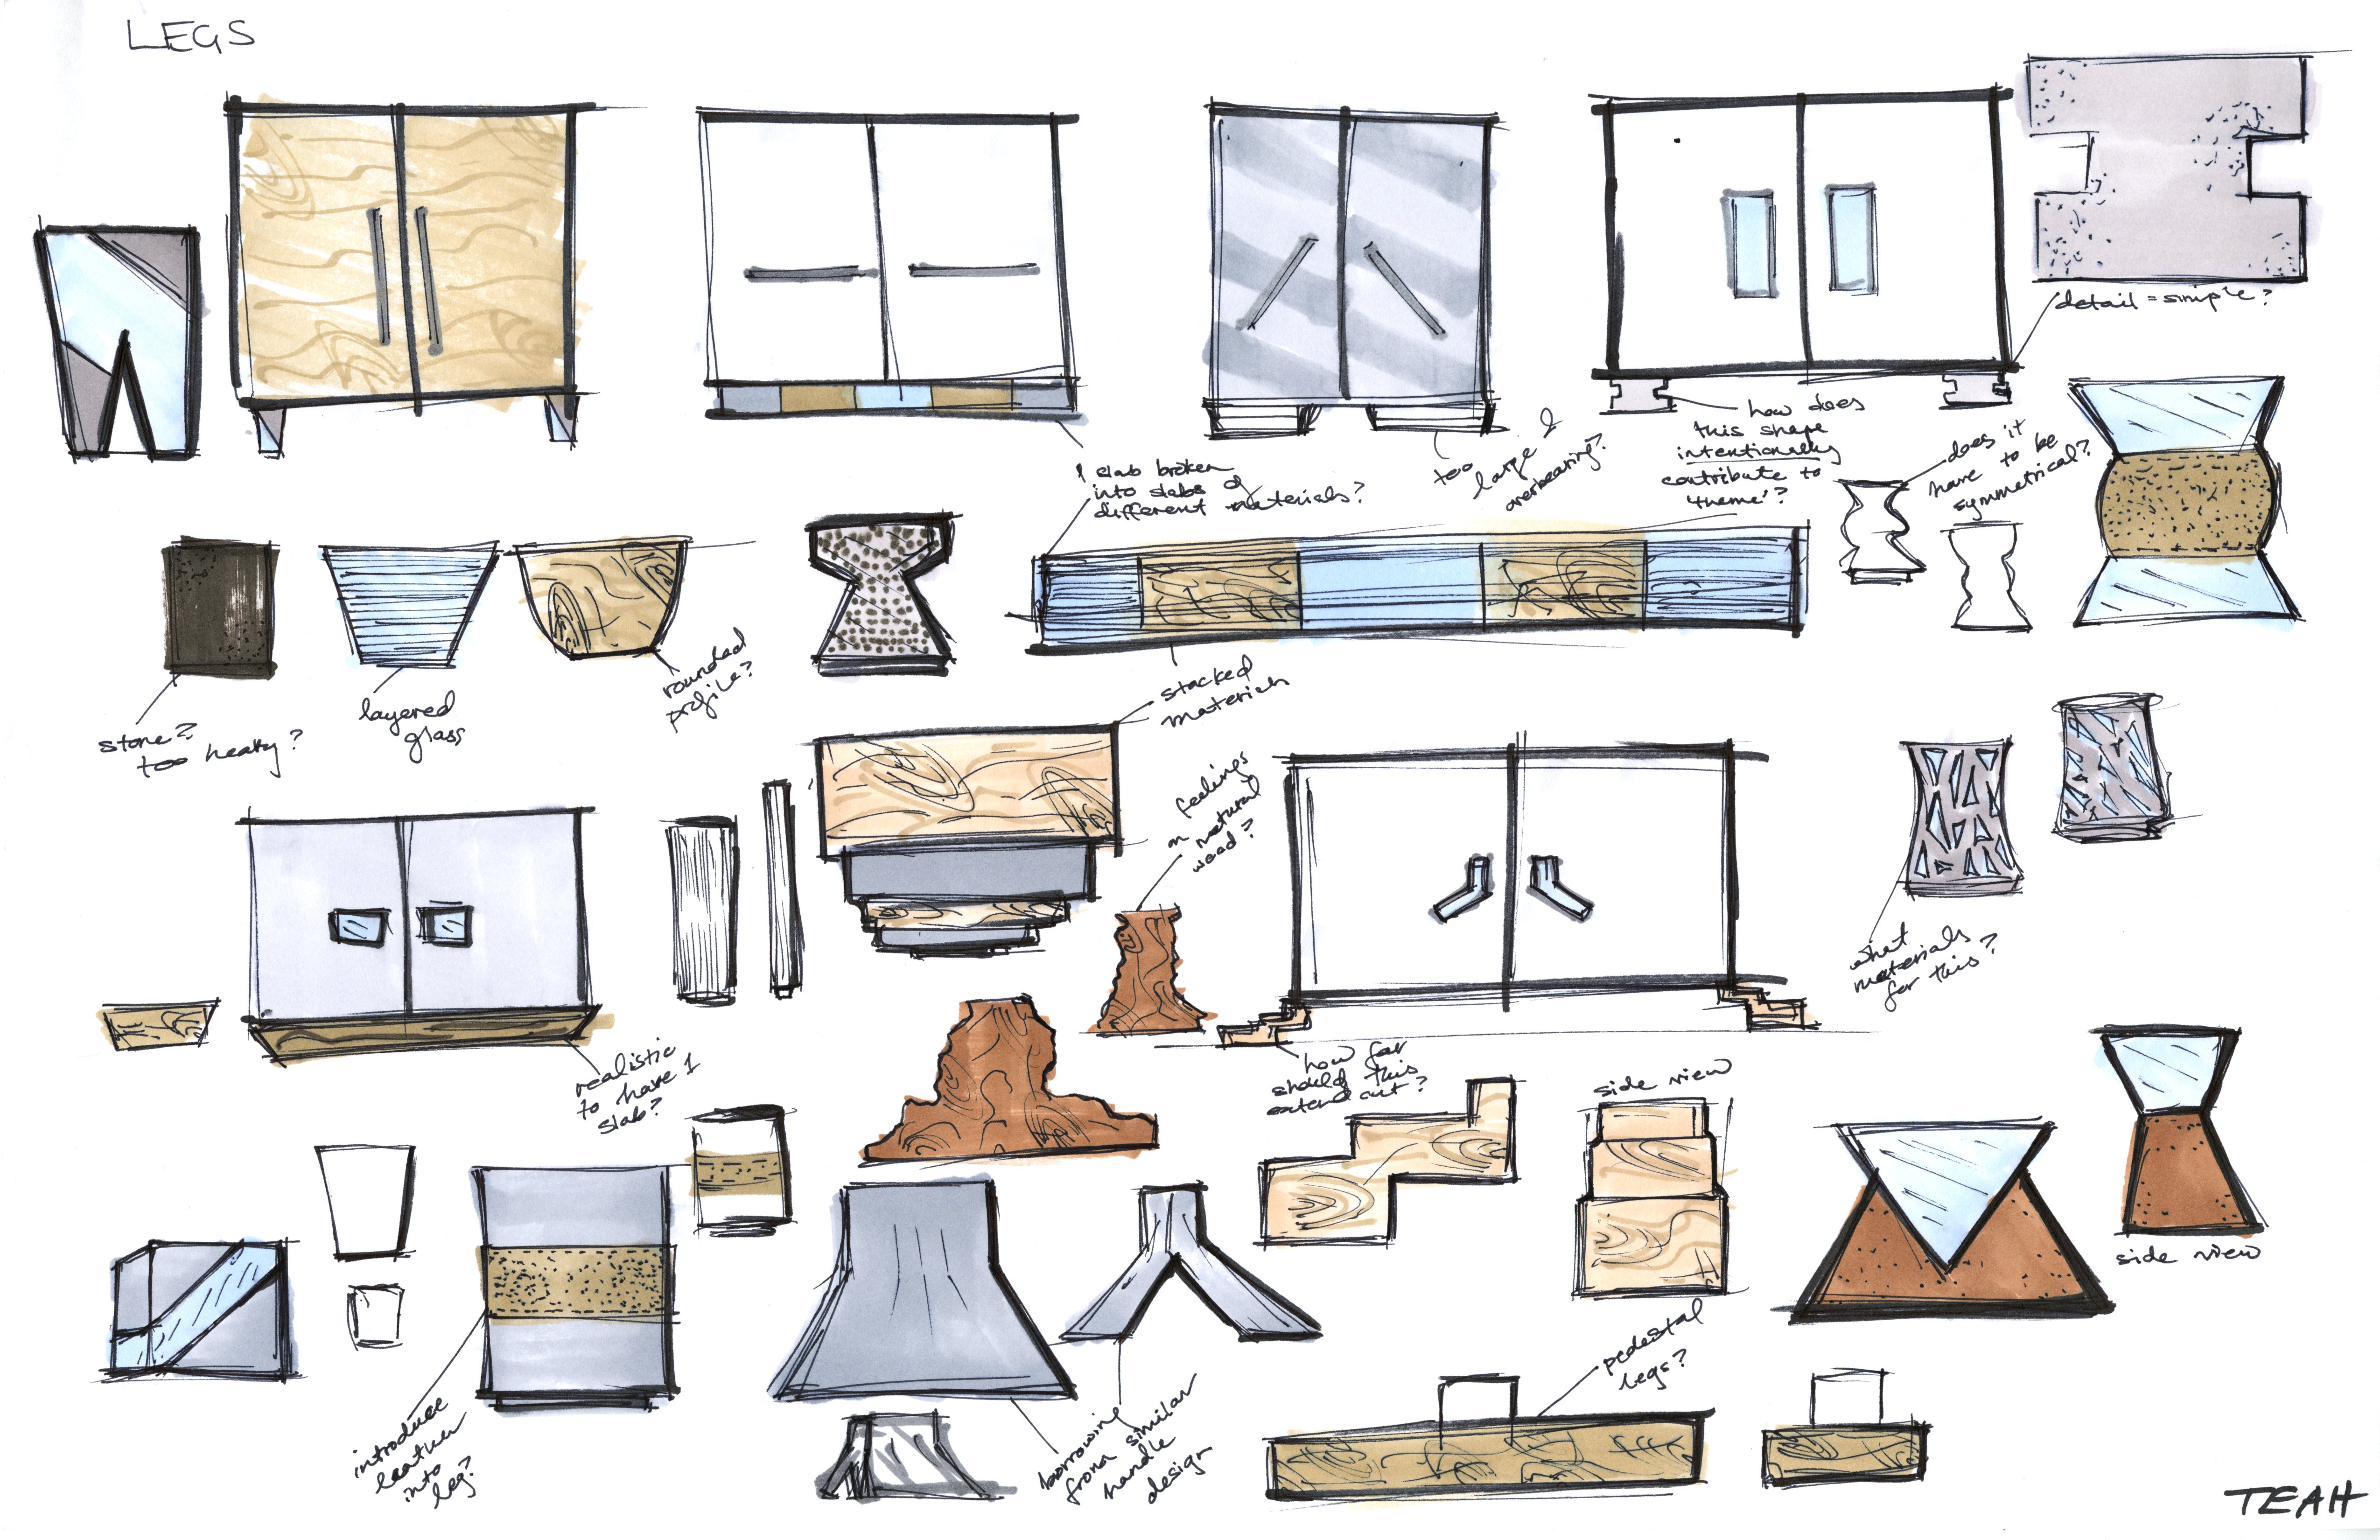 LEGS
detail = simple?
how does
this shape
intentionally
contribute to
theme?
too
large &
overbearing?
does it
have to be
symmetrical?
1 slab broken
into slabs of
different materials?
stone?
too heavy?
layered
glass
rounded
profile?
stacked
materials
feelings
on natural
wood?
what
materials
for this?
realistic
to have 1
slab?
how far
should this
extend out?
side view
side view
introduce
leather
into
leg?
borrowing
from similar
handle
design
pedestal
legs?
TEAH